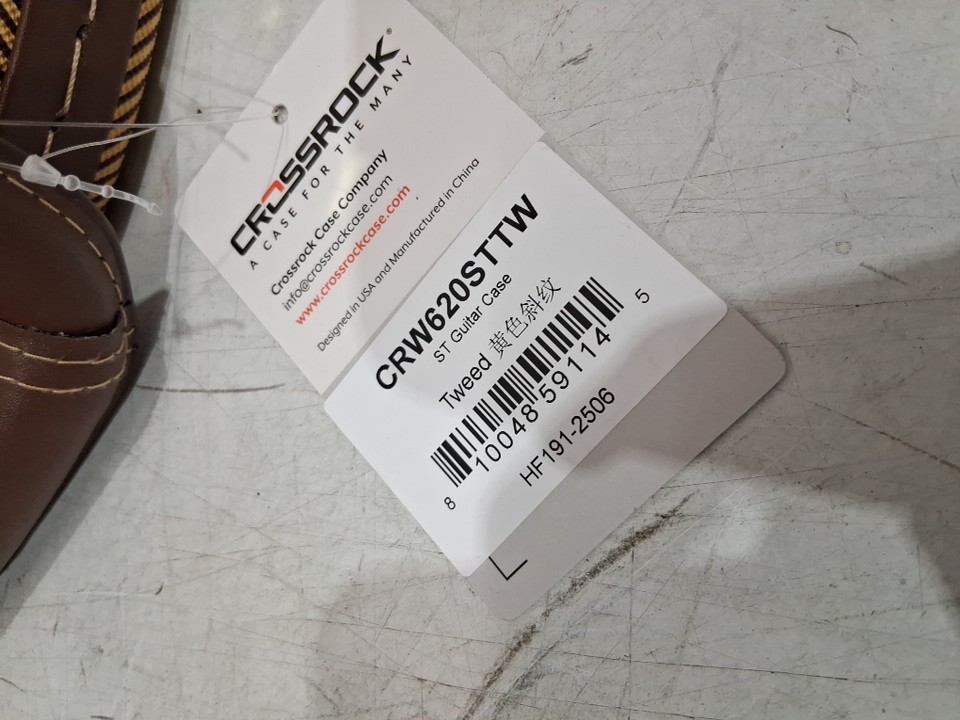 CROSSROCK®
A CASE FOR THE MANY
Crossrock Case Company
info@crossrockcase.com
www.crossrockcase.com
Designed in USA and Manufactured in China
CRW620STTW
ST Guitar Case
Tweed 黄色斜纹
8 10048 59114 5
HF191-2506